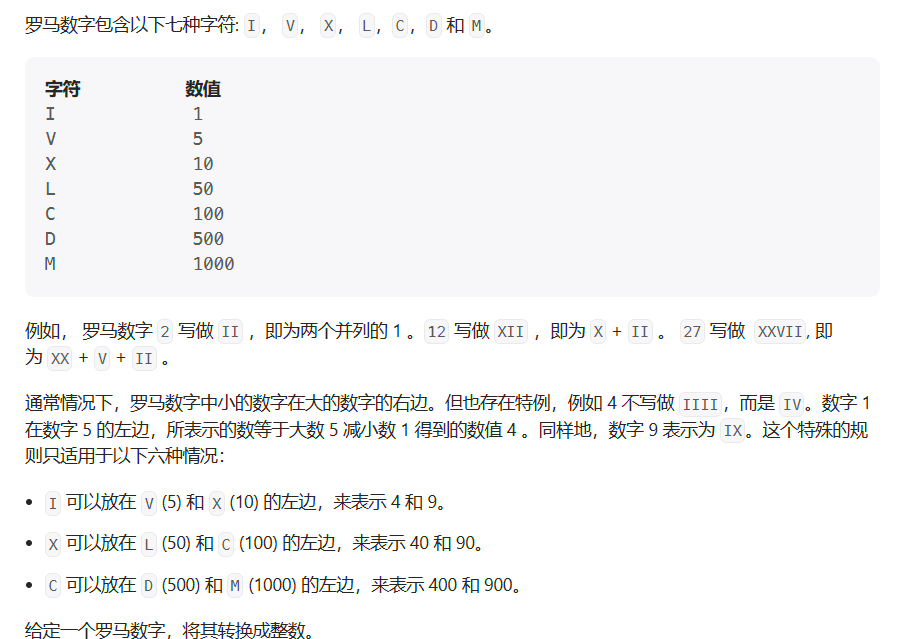 罗马数字包含以下七种字符: I， V， X， L，C，D 和 M。
字符 数值
I 1
V 5
X 10
L 50
C 100
D 500
M 1000
例如， 罗马数字 2 写做 II ，即为两个并列的 1 。12 写做 XII ，即为 X + II 。 27 写做 XXVII, 即
为 XX + V + II 。
通常情况下，罗马数字中小的数字在大的数字的右边。但也存在特例，例如 4 不写做 IIII，而是 IV。数字 1
在数字 5 的左边，所表示的数等于大数 5 减小数 1 得到的数值 4 。同样地，数字 9 表示为 IX。这个特殊的规
则只适用于以下六种情况：
• I 可以放在 V (5) 和 X (10) 的左边，来表示 4 和 9。
• X 可以放在 L (50) 和 C (100) 的左边，来表示 40 和 90。
• C 可以放在 D (500) 和 M (1000) 的左边，来表示 400 和 900。
给定一个罗马数字，将其转换成整数。